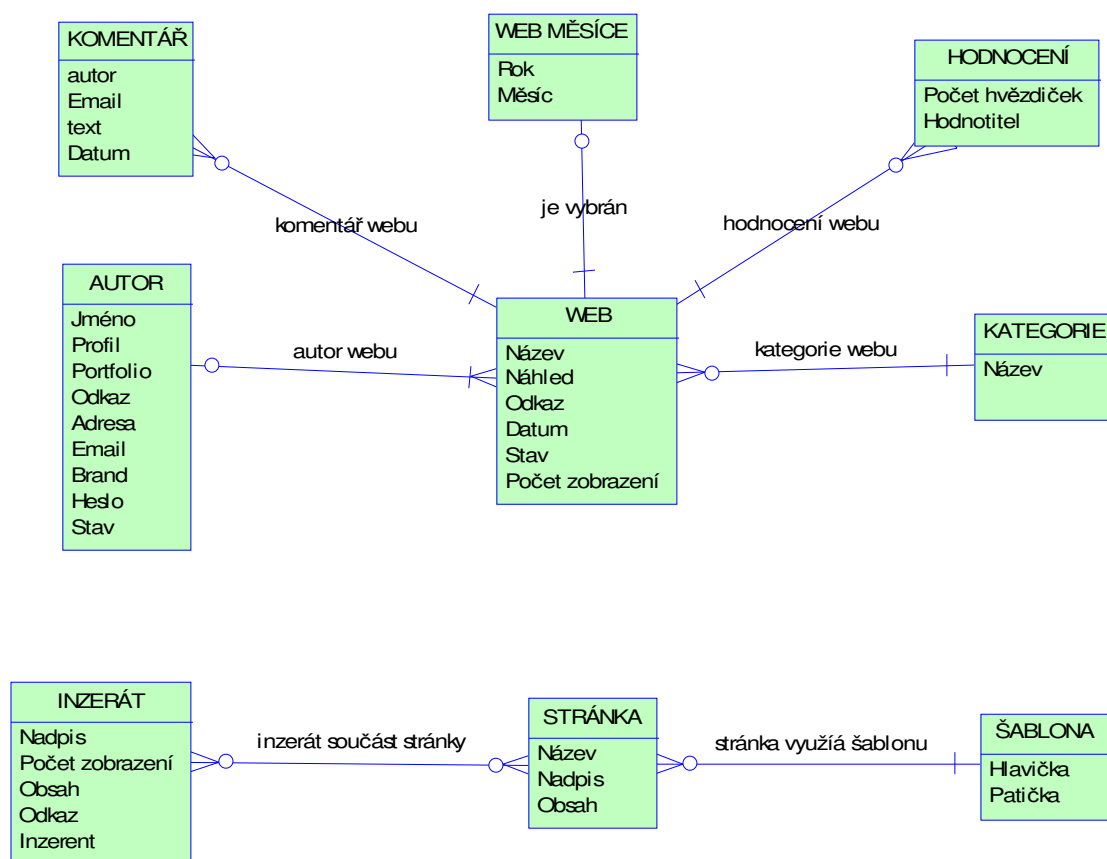 KOMENTÁŘ
autor
Email
text
Datum
WEB MĚSÍCE
Rok
Měsíc
HODNOCENÍ
Počet hvězdiček
Hodnotitel
komentář webu
je vybrán
hodnocení webu
AUTOR
Jméno
Profil
Portfolio
Odkaz
Adresa
Email
Brand
Heslo
Stav
autor webu
WEB
Název
Náhled
Odkaz
Datum
Stav
Počet zobrazení
kategorie webu
KATEGORIE
Název
INZERÁT
Nadpis
Počet zobrazení
Obsah
Odkaz
Inzerent
inzerát součást stránky
STRÁNKA
Název
Nadpis
Obsah
stránka využíá šablonu
ŠABLONA
Hlavička
Patička